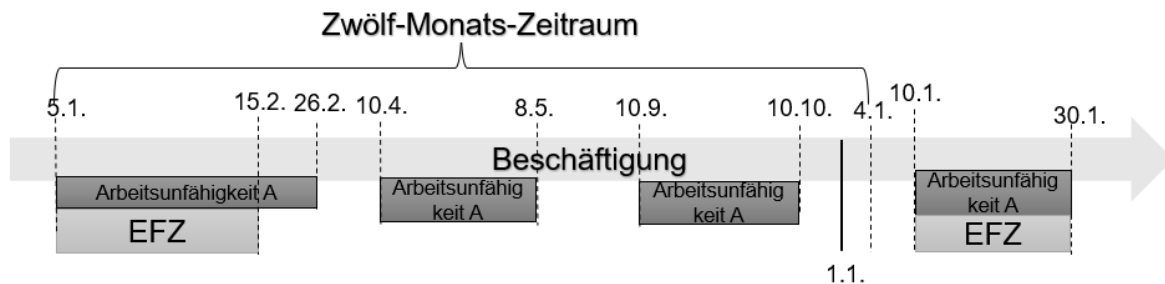 Zwölf-Monats-Zeitraum
5.1.
15.2.
26.2.
10.4.
8.5.
10.9.
10.10.
4.1.
10.1.
30.1.
Beschäftigung
Arbeitsunfähigkeit A
Arbeitsunfähig
keit A
Arbeitsunfähig
keit A
Arbeitsunfähig
keit A
EFZ
EFZ
1.1.